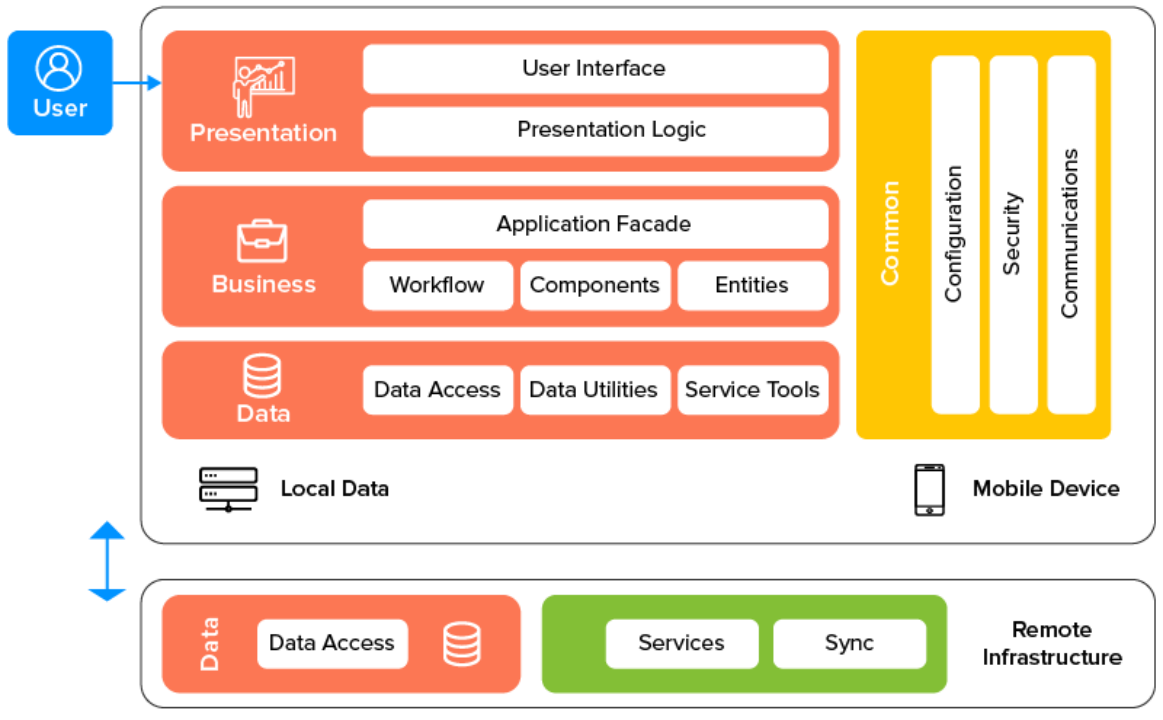 User
Presentation
User Interface
Presentation Logic
Business
Application Facade
Workflow
Components
Entities
Data
Data Access
Data Utilities
Service Tools
Common
Configuration
Security
Communications
Local Data
Mobile Device
Data
Data Access
Services
Sync
Remote
Infrastructure